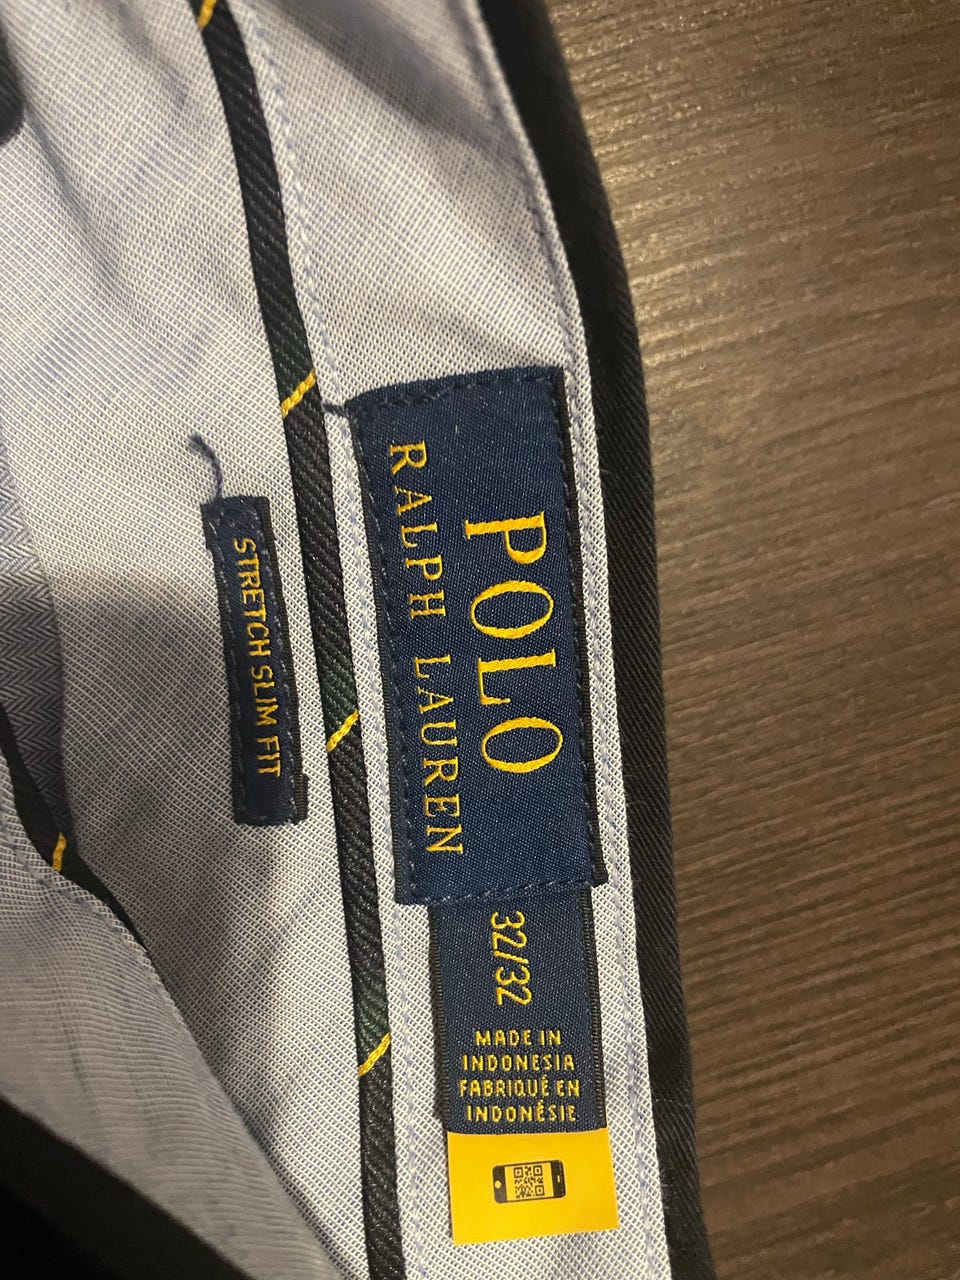 POLO
RALPH LAUREN
STRETCH SLIM FIT
32/32
MADE IN
INDONESIA
FABRIQUÉ EN
INDONÉSIE